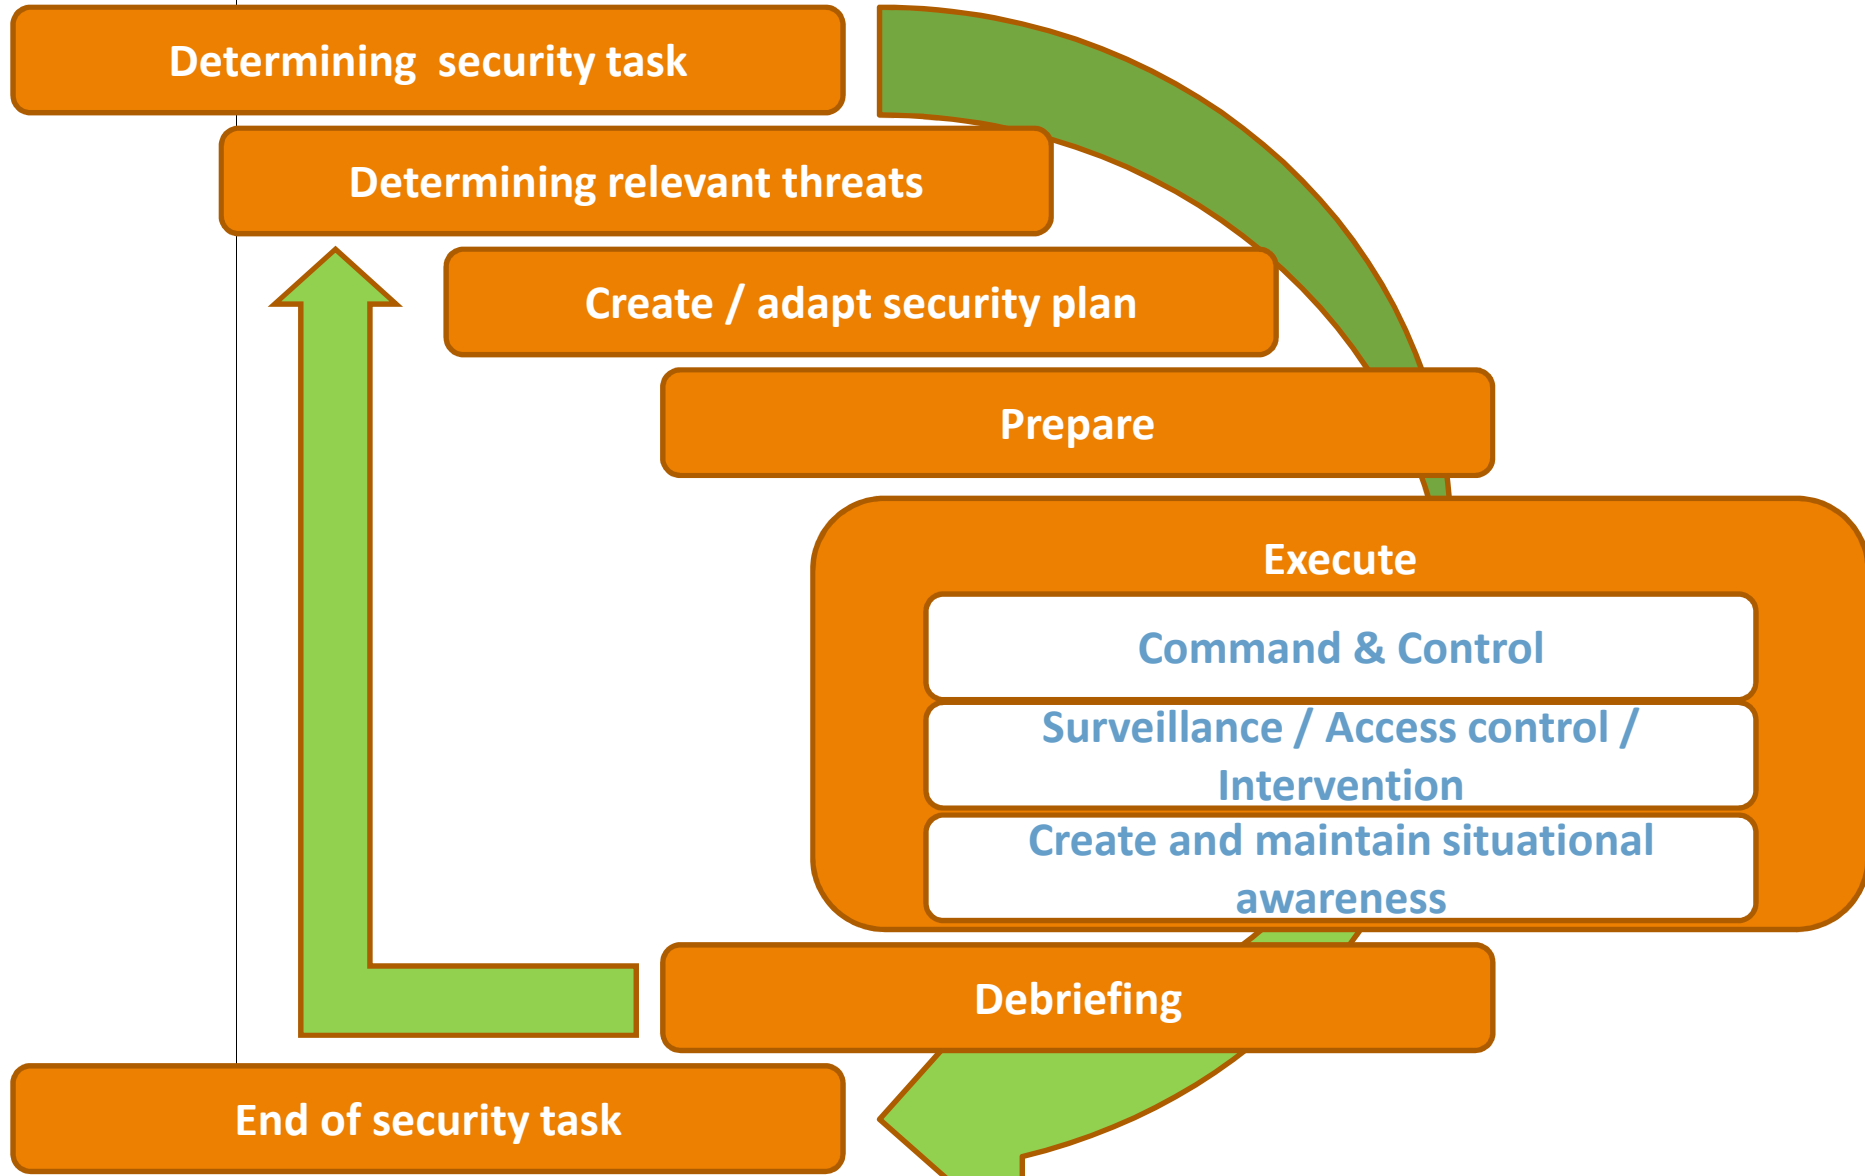 Determining security task
Determining relevant threats
Create / adapt security plan
Prepare
Execute
Command & Control
Surveillance / Access control /
Intervention
Create and maintain situational
awareness
Debriefing
End of security task